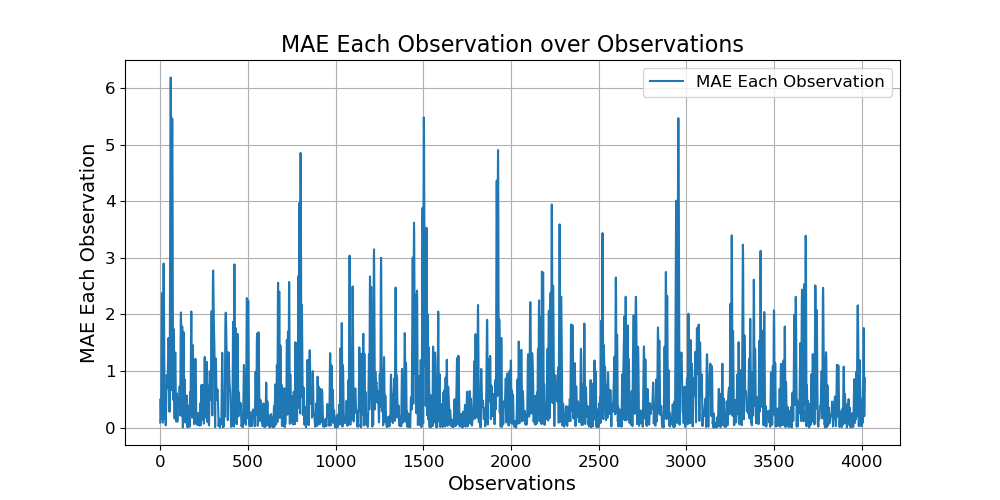 MAE Each Observation over Observations
MAE Each Observation
6
5
4
3
2
1
0
MAE Each Observation
0 500 1000 1500 2000 2500 3000 3500 4000
Observations